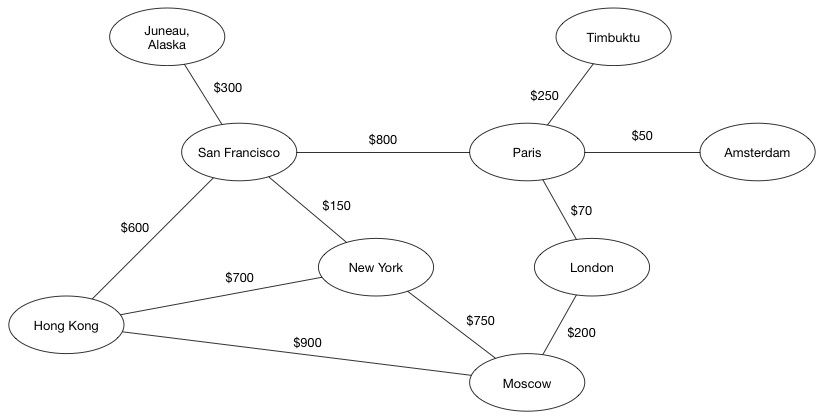 Juneau,
Alaska
Timbuktu
$300
$250
San Francisco
$800
Paris
$50
Amsterdam
$600
$150
$70
New York
London
$700
Hong Kong
$750
$200
$900
Moscow